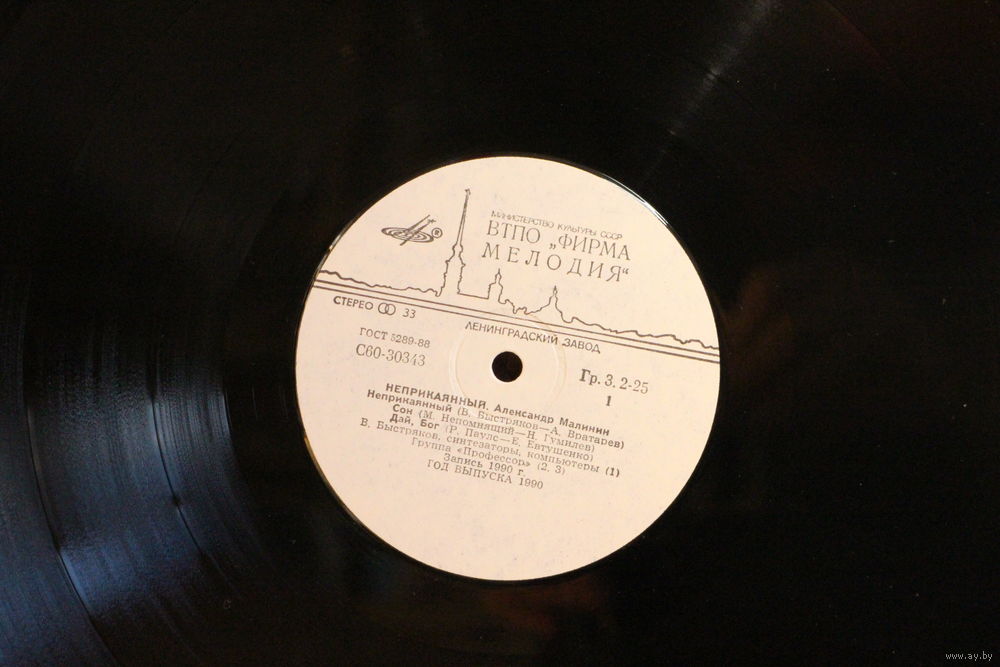 МИНИСТЕРСТВО КУЛЬТУРЫ СССР
ВТПО „ФИРМА
МЕЛОДИЯ“
®
СТЕРЕО 33
ЛЕНИНГРАДСКИЙ ЗАВОД
ГОСТ 5289-88
С60-30343
Гр. 3. 2-25
1
НЕПРИКАЯННЫЙ. Александр Малинин
Неприкаянный (В. Быстряков—А. Вратарев)
Сон (М. Непомнящий—Н. Гумилев)
Дай, Бог (Р. Паулс—Е. Евтушенко)
В. Быстряков, синтезаторы, компьютеры (1)
Группа «Профессор» (2, 3)
Запись 1990 г.
ГОД ВЫПУСКА 1990
www.ay.by